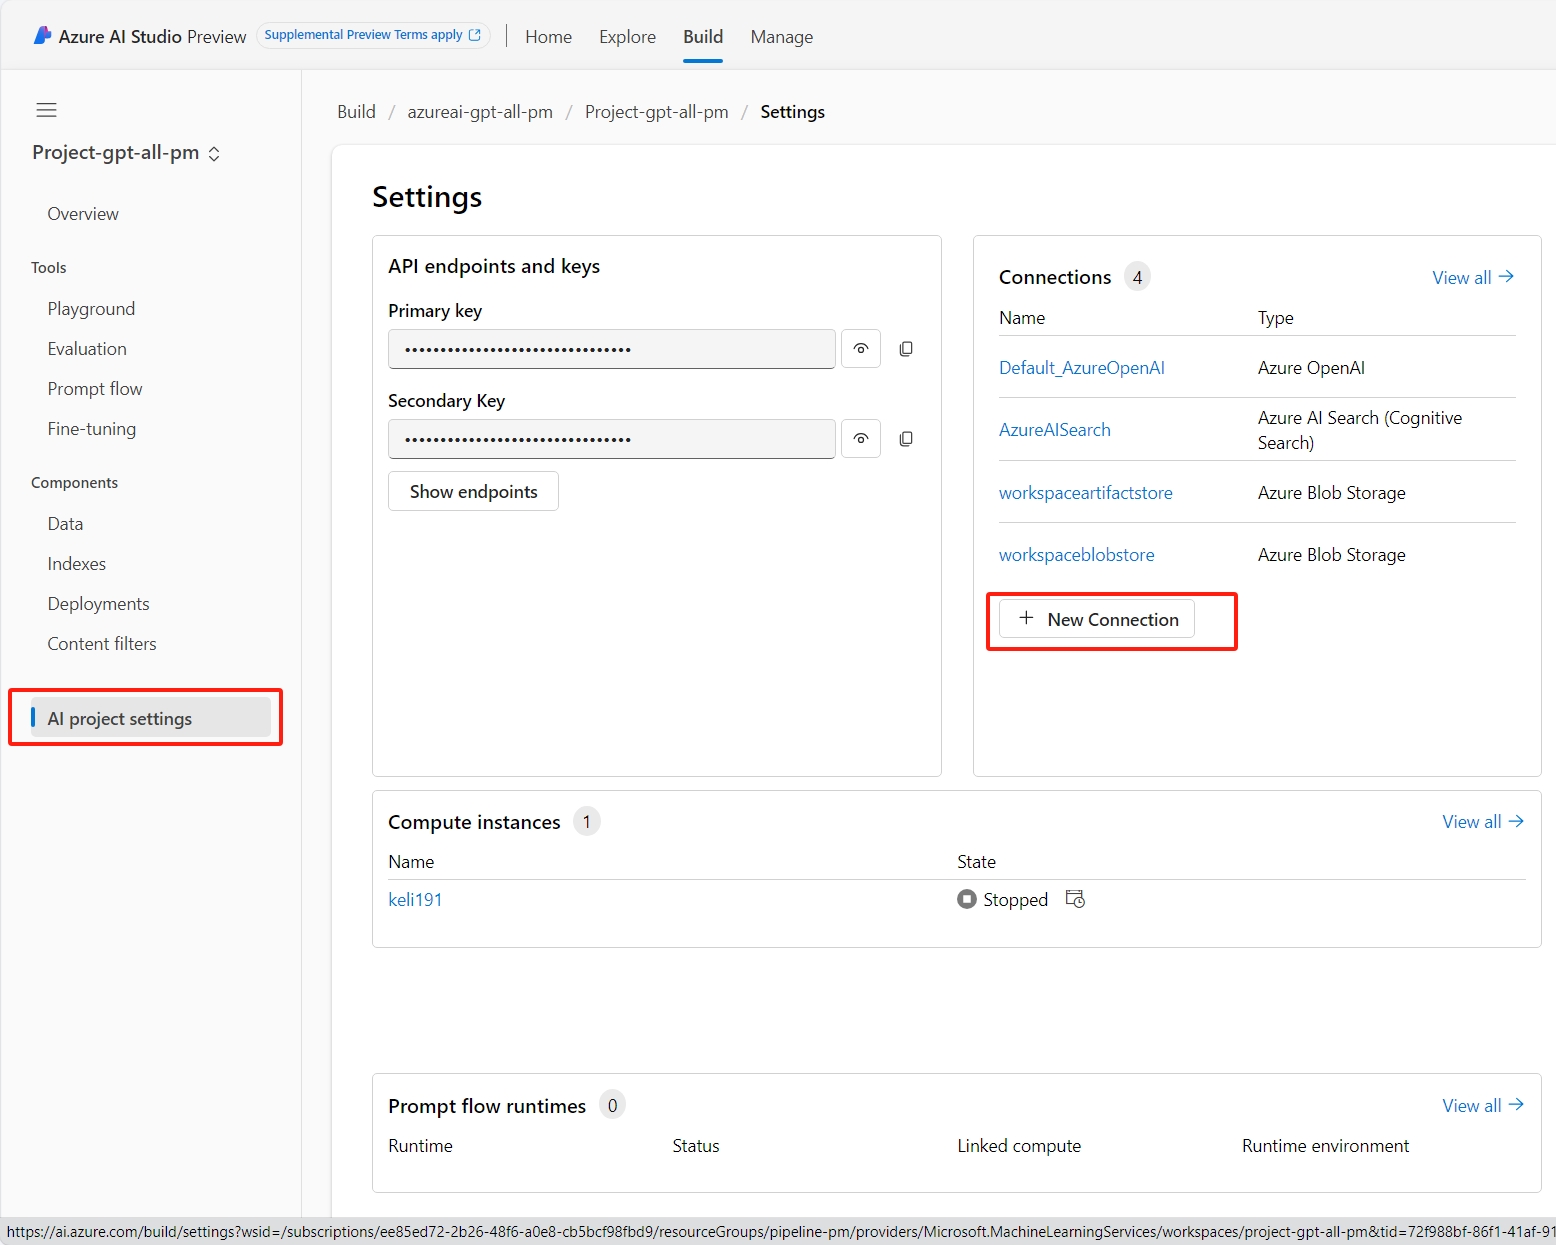 Azure AI Studio Preview Supplemental Preview Terms apply Home Explore Build Manage
Build / azureai-gpt-all-pm / Project-gpt-all-pm / Settings
Project-gpt-all-pm
Overview
Tools
Playground
Evaluation
Prompt flow
Fine-tuning
Components
Data
Indexes
Deployments
Content filters
AI project settings
Settings
API endpoints and keys
Primary key
••••••••••••••••••••••••••••••••
Secondary Key
••••••••••••••••••••••••••••••••
Show endpoints
Connections 4 View all
Name Type
Default_AzureOpenAI Azure OpenAI
AzureAISearch Azure AI Search (Cognitive
Search)
workspaceartifactstore Azure Blob Storage
workspaceblobstore Azure Blob Storage
+ New Connection
Compute instances 1 View all
Name State
keli191 Stopped
Prompt flow runtimes 0 View all
Runtime Status Linked compute Runtime environment
https://ai.azure.com/build/settings?wsid=/subscriptions/ee85ed72-2b26-48f6-a0e8-cb5bcf98fbd9/resourceGroups/pipeline-pm/providers/Microsoft.MachineLearningServices/workspaces/project-gpt-all-pm&tid=72f988bf-86f1-41af-91